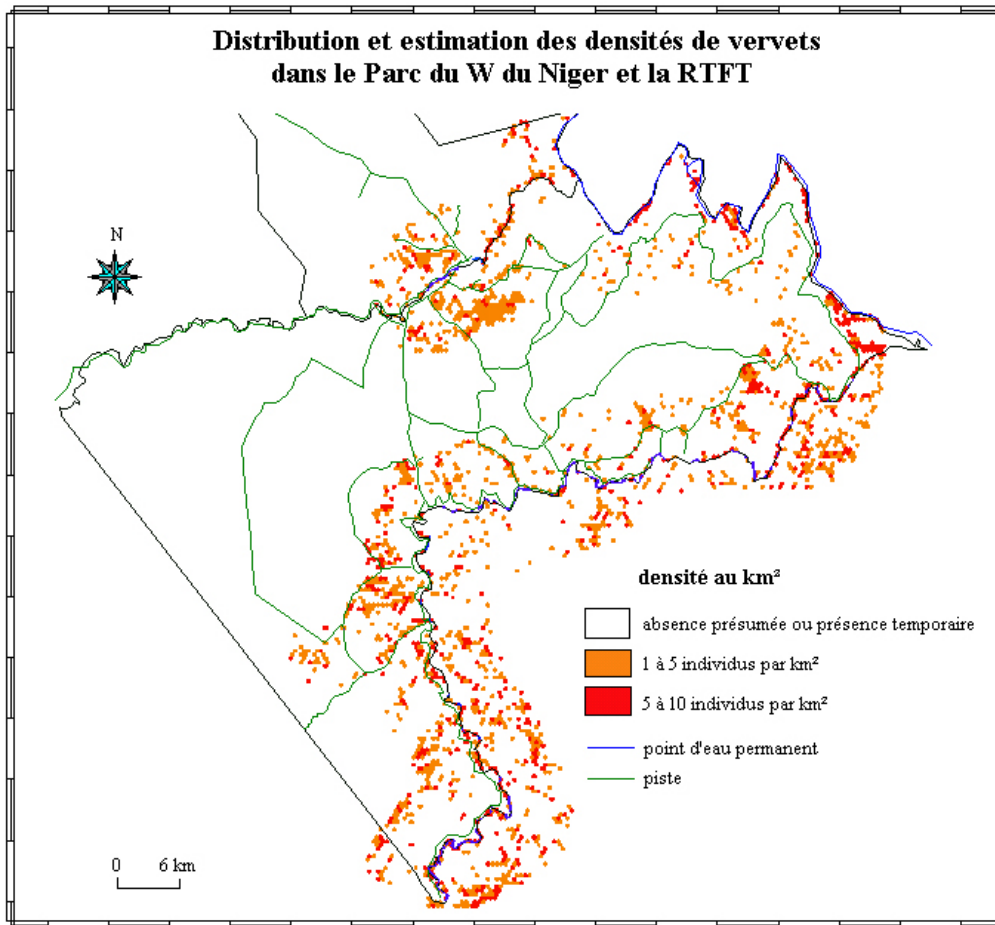 Distribution et estimation des densités de vervets
dans le Parc du W du Niger et la RTFT
N
densité au km²
absence présumée ou présence temporaire
1 à 5 individus par km²
5 à 10 individus par km²
point d'eau permanent
piste
0 6 km